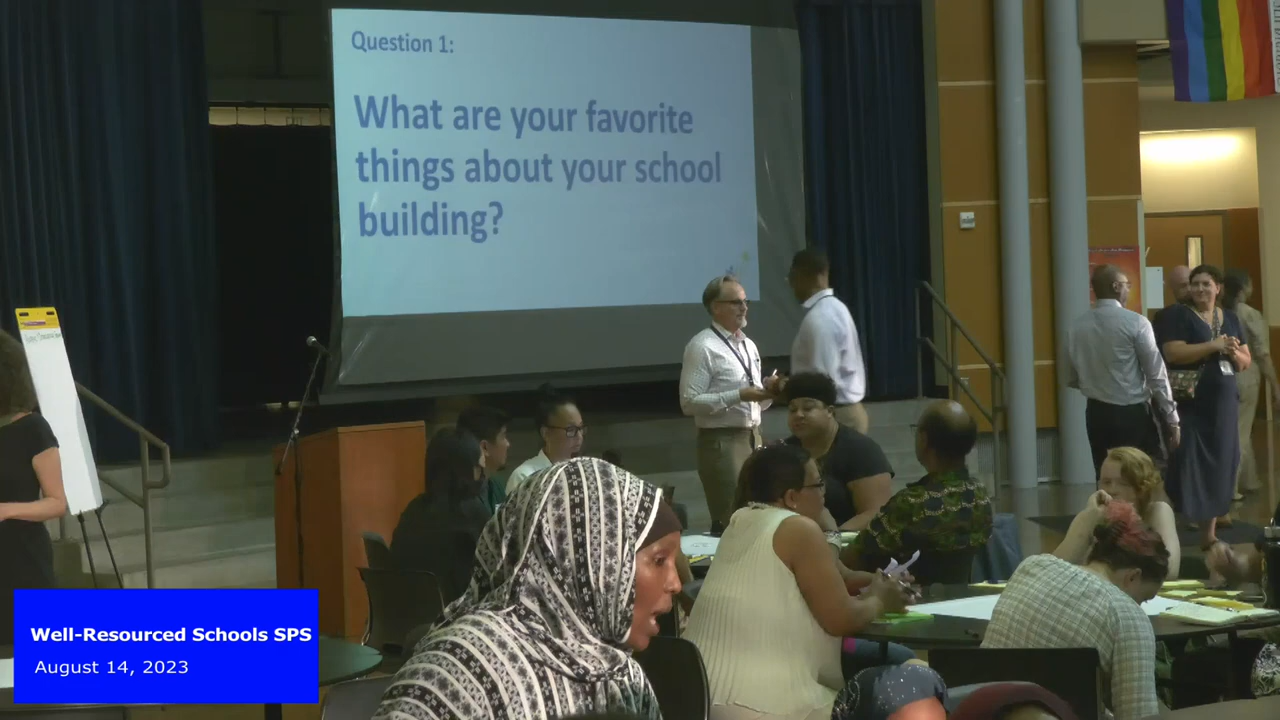 Question 1:
What are your favorite
things about your school
building?
Well-Resourced Schools SPS
August 14, 2023